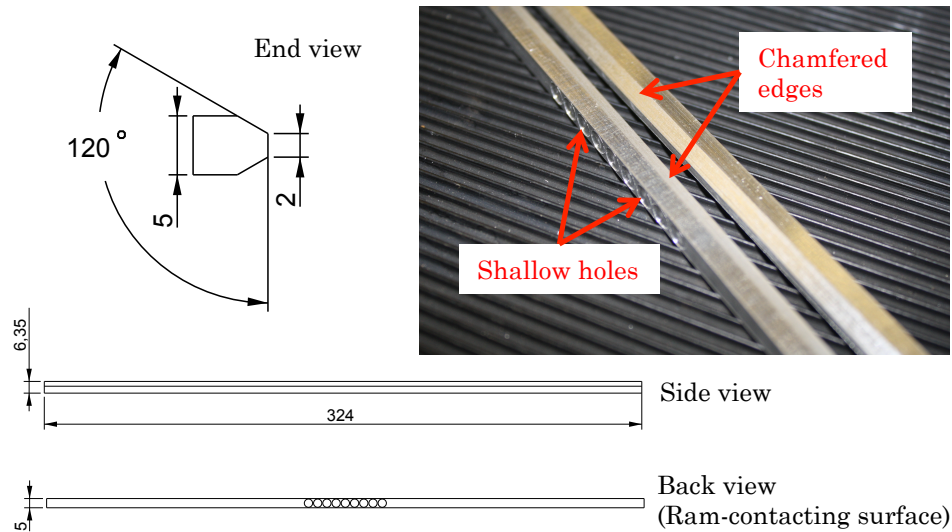 End view
120°
5
2
Chamfered
edges
Shallow holes
6,35
324
Side view
5
Back view
(Ram-contacting surface)